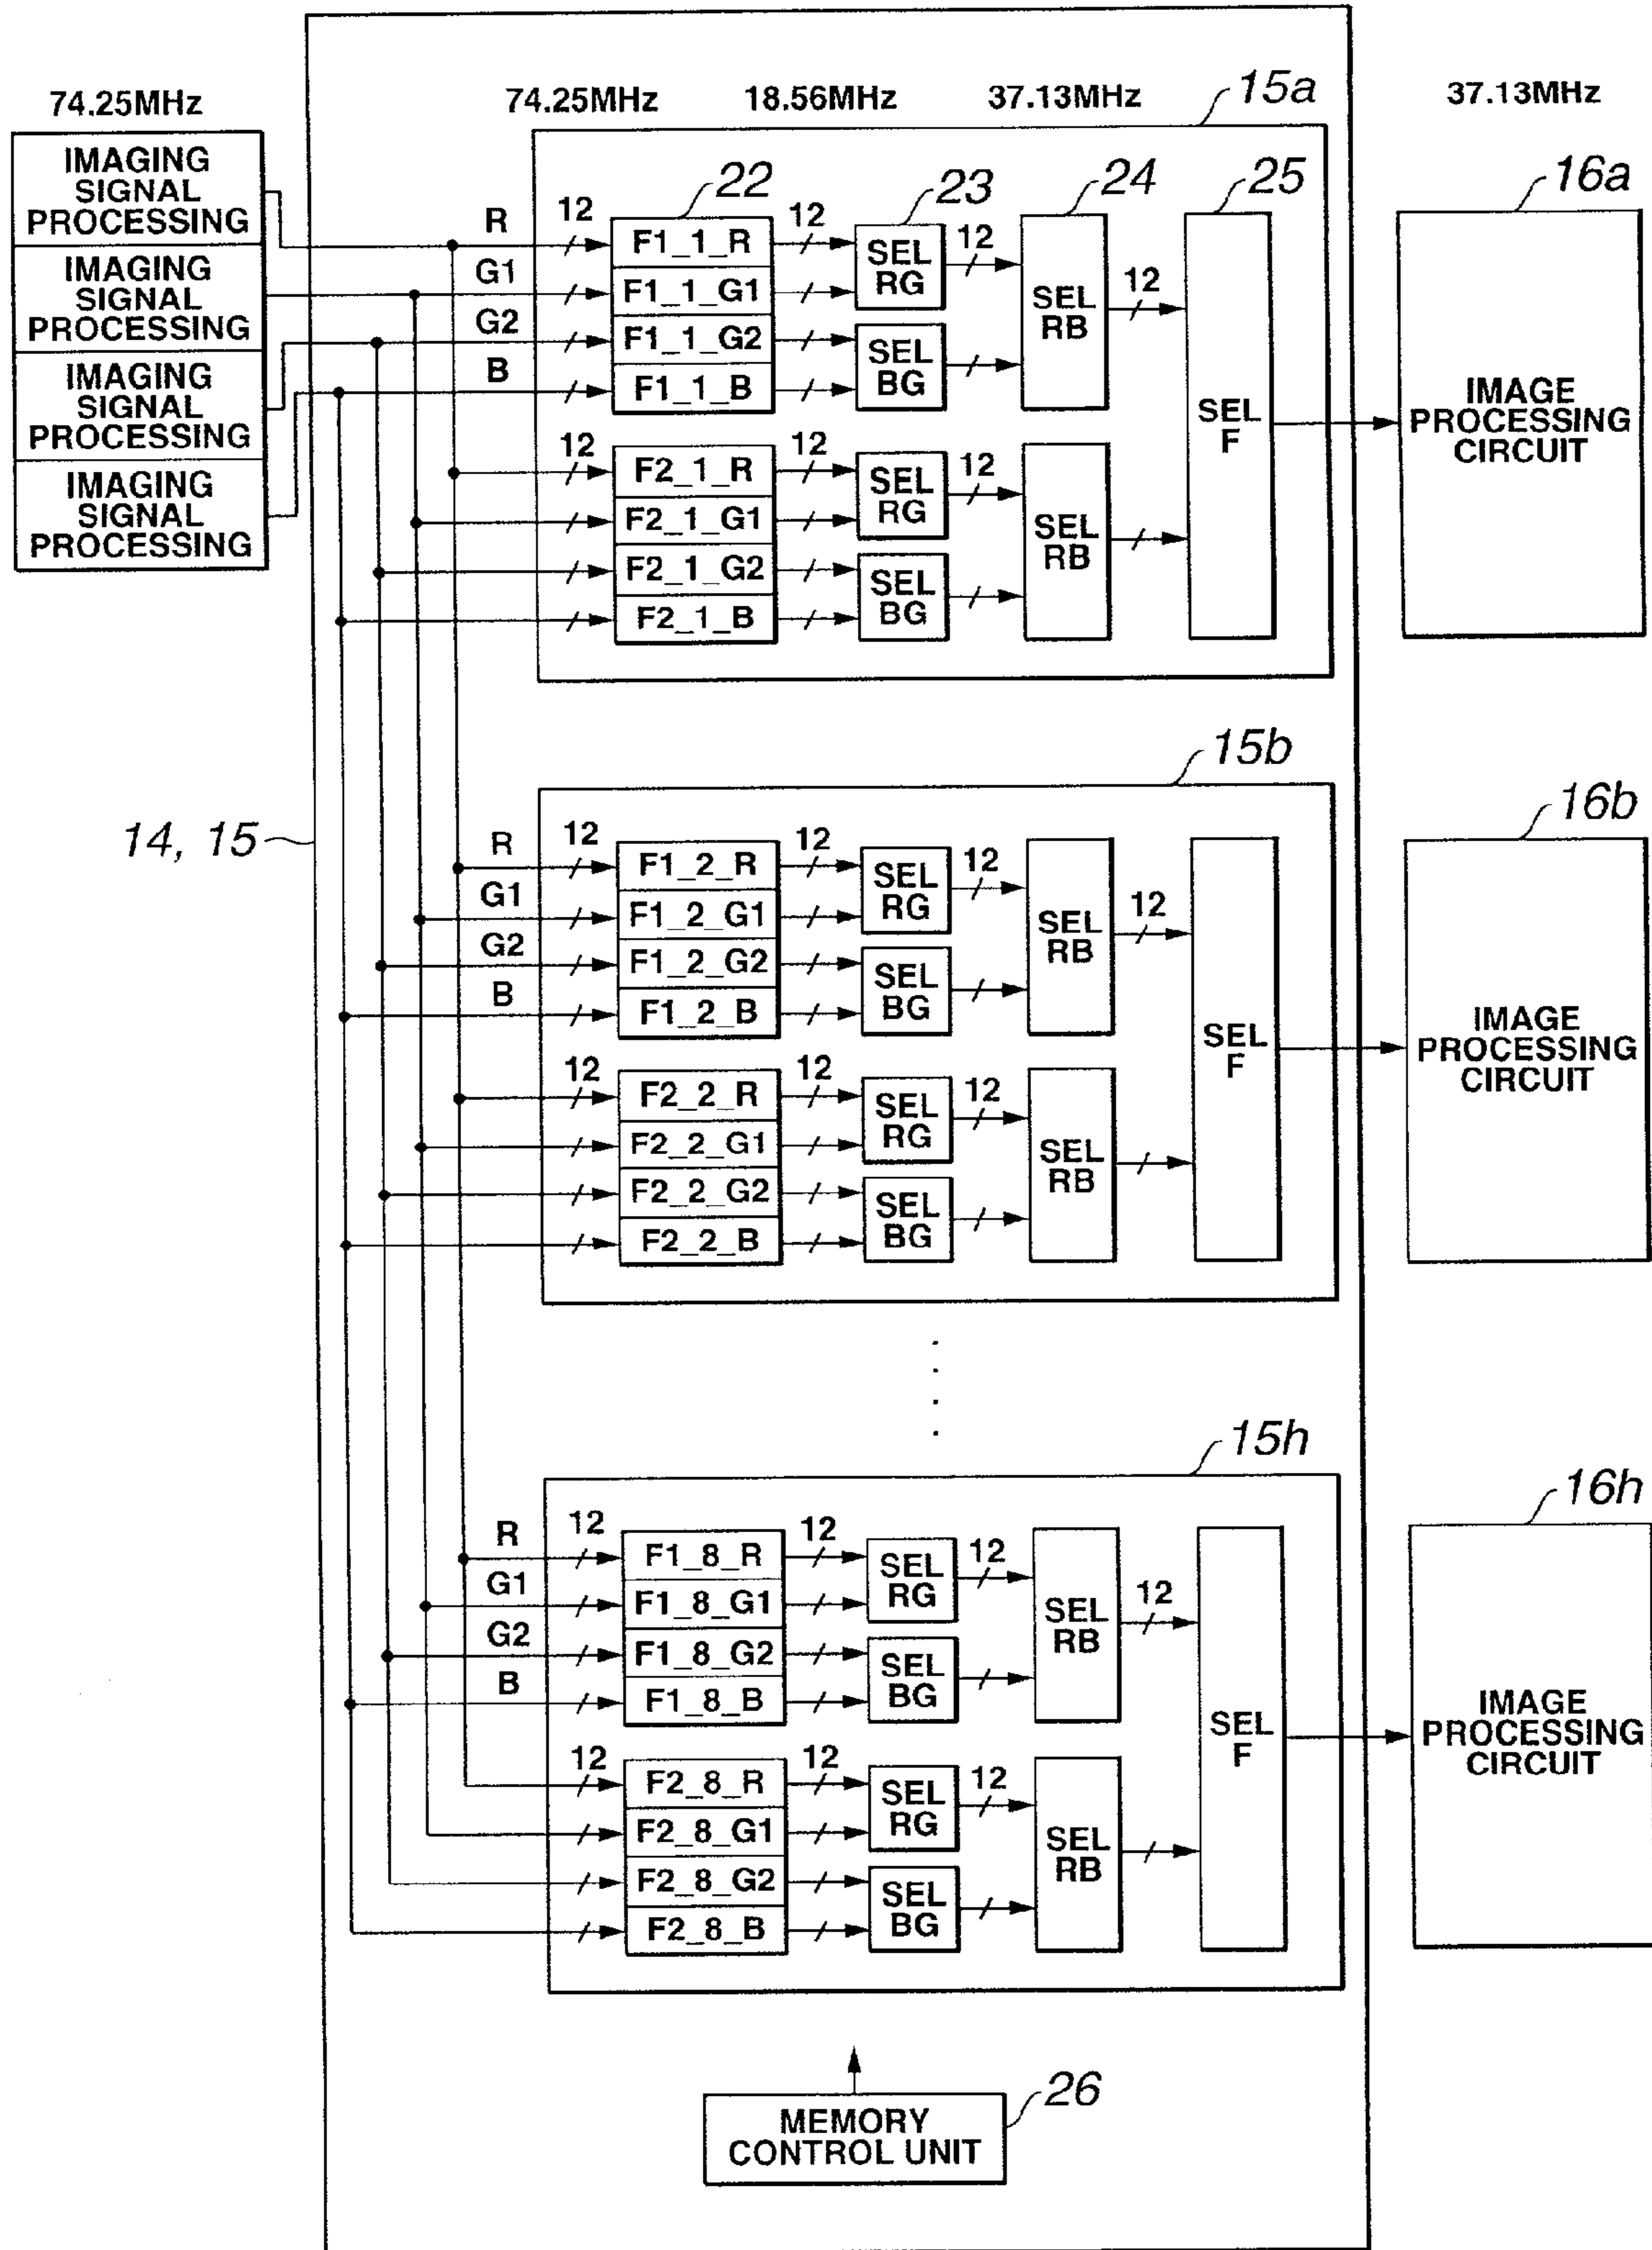 74.25MHz
74.25MHz
18.56MHz
37.13MHz
37.13MHz
15a
IMAGING
SIGNAL
PROCESSING
IMAGING
SIGNAL
PROCESSING
IMAGING
SIGNAL
PROCESSING
IMAGING
SIGNAL
PROCESSING
22
23
24
25
16a
R
G1
G2
B
12
F1_1_R
F1_1_G1
F1_1_G2
F1_1_B
12
SEL
RG
SEL
BG
12
SEL
RB
12
SEL
F
IMAGE
PROCESSING
CIRCUIT
12
F2_1_R
F2_1_G1
F2_1_G2
F2_1_B
12
SEL
RG
SEL
BG
12
SEL
RB
14, 15
15b
16b
R
G1
G2
B
12
F1_2_R
F1_2_G1
F1_2_G2
F1_2_B
12
SEL
RG
SEL
BG
12
SEL
RB
12
SEL
F
IMAGE
PROCESSING
CIRCUIT
12
F2_2_R
F2_2_G1
F2_2_G2
F2_2_B
12
SEL
RG
SEL
BG
12
SEL
RB
15h
16h
R
G1
G2
B
12
F1_8_R
F1_8_G1
F1_8_G2
F1_8_B
12
SEL
RG
SEL
BG
12
SEL
RB
12
SEL
F
IMAGE
PROCESSING
CIRCUIT
12
F2_8_R
F2_8_G1
F2_8_G2
F2_8_B
12
SEL
RG
SEL
BG
12
SEL
RB
26
MEMORY
CONTROL UNIT